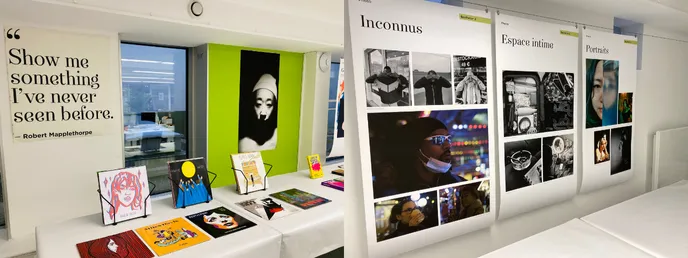 “
Show me
something
I’ve never
seen before.
Robert Mapplethorpe
Inconnus
Espace intime
Portraits